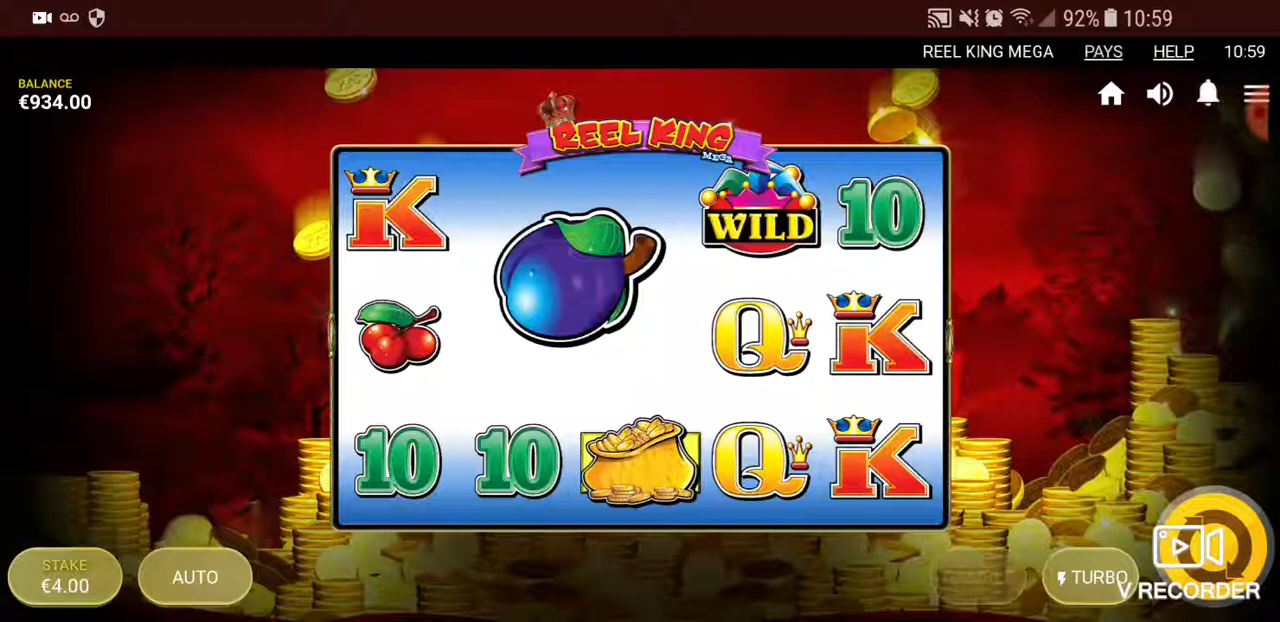 92% 10:59
REEL KING MEGA PAYS HELP 10:59
BALANCE
€934.00
REEL KING
MEGA
K WILD 10
Q K
10 10 Q K
STAKE
€4.00
AUTO
TURBO
V RECORDER